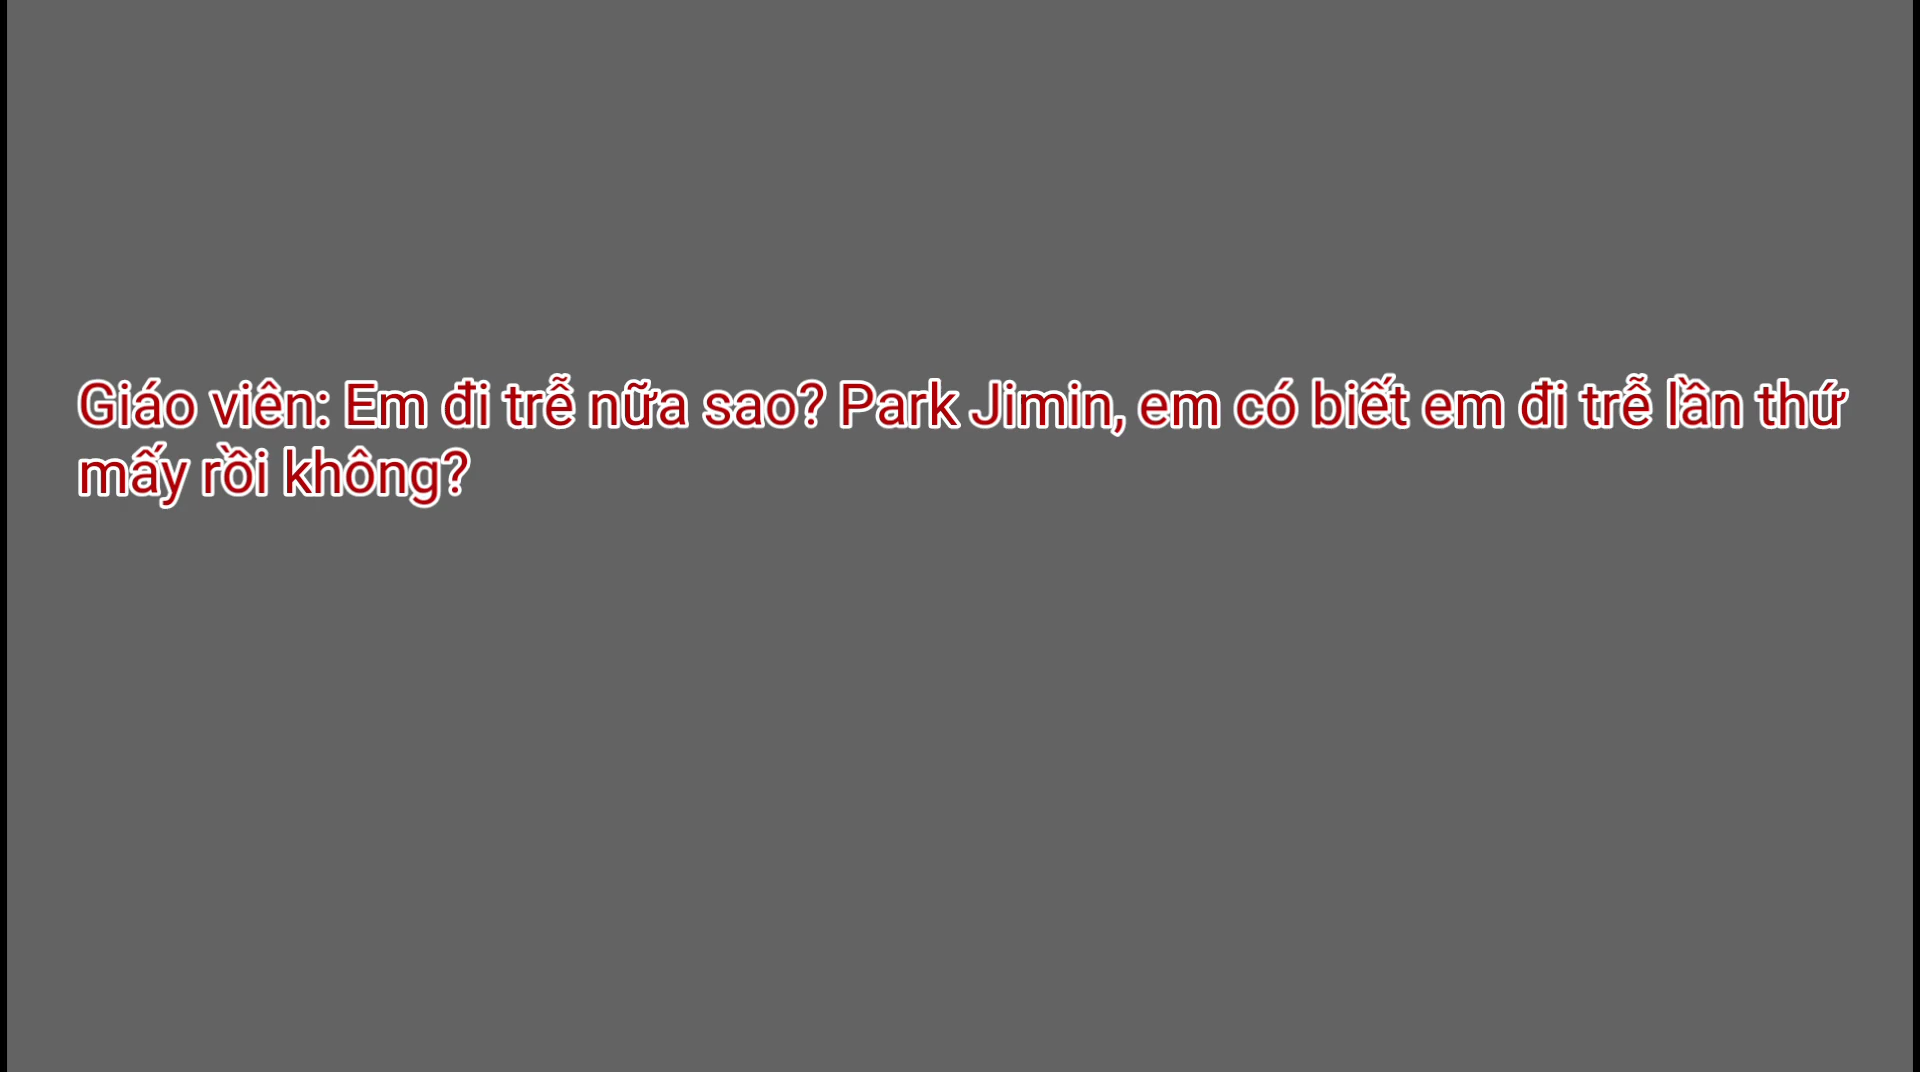 Giáo viên: Em đi trễ nữa sao? Park Jimin, em có biết em đi trễ lần thứ
mấy rồi không?